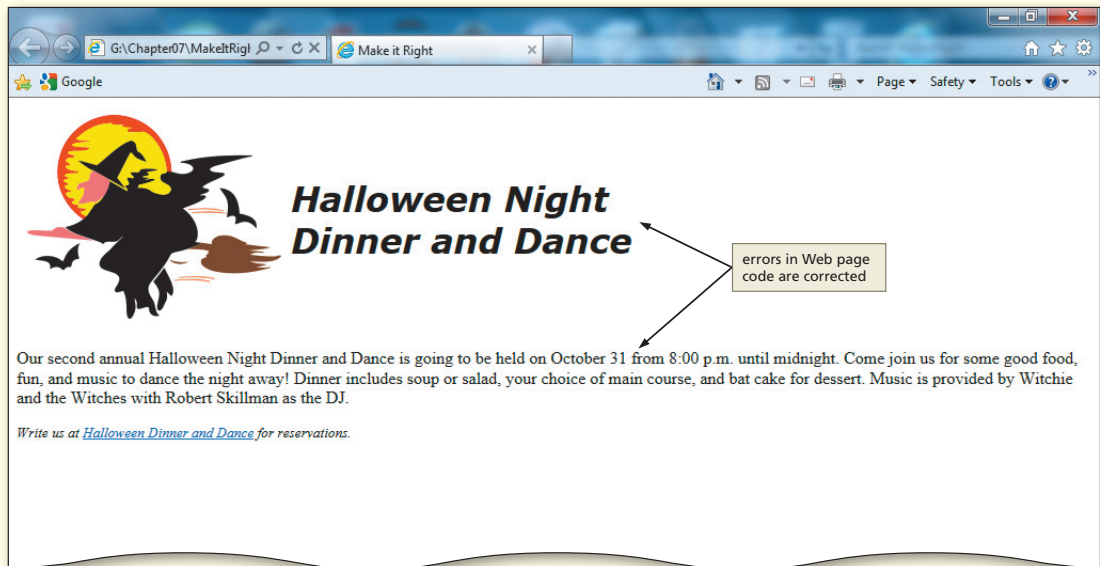 G:\Chapter07\MakeItRigl
Make it Right
Google
Page Safety Tools
Halloween Night
Dinner and Dance
errors in Web page
code are corrected
Our second annual Halloween Night Dinner and Dance is going to be held on October 31 from 8:00 p.m. until midnight. Come join us for some good food,
fun, and music to dance the night away! Dinner includes soup or salad, your choice of main course, and bat cake for dessert. Music is provided by Witchie
and the Witches with Robert Skillman as the DJ.
Write us at Halloween Dinner and Dance for reservations.